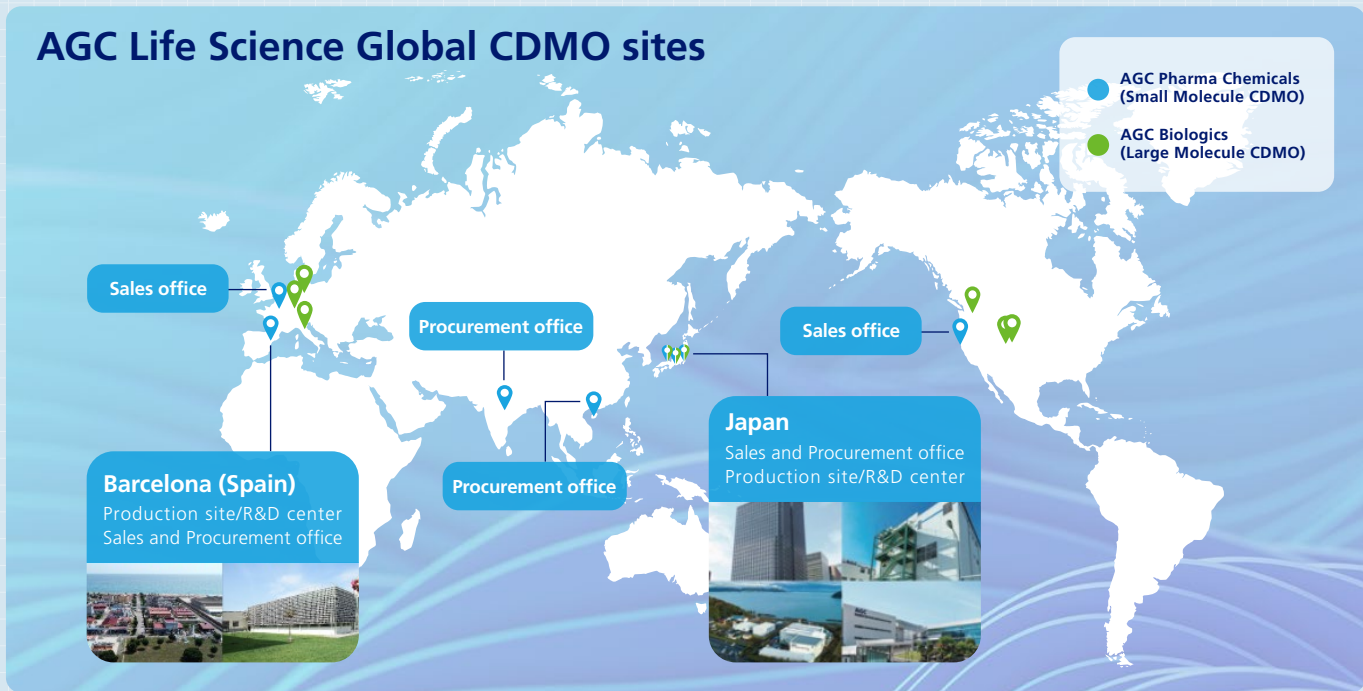 AGC Life Science Global CDMO sites
AGC Pharma Chemicals
(Small Molecule CDMO)
AGC Biologics
(Large Molecule CDMO)
Sales office
Procurement office
Sales office
Procurement office
Barcelona (Spain)
Production site/R&D center
Sales and Procurement office
Japan
Sales and Procurement office
Production site/R&D center
AGC